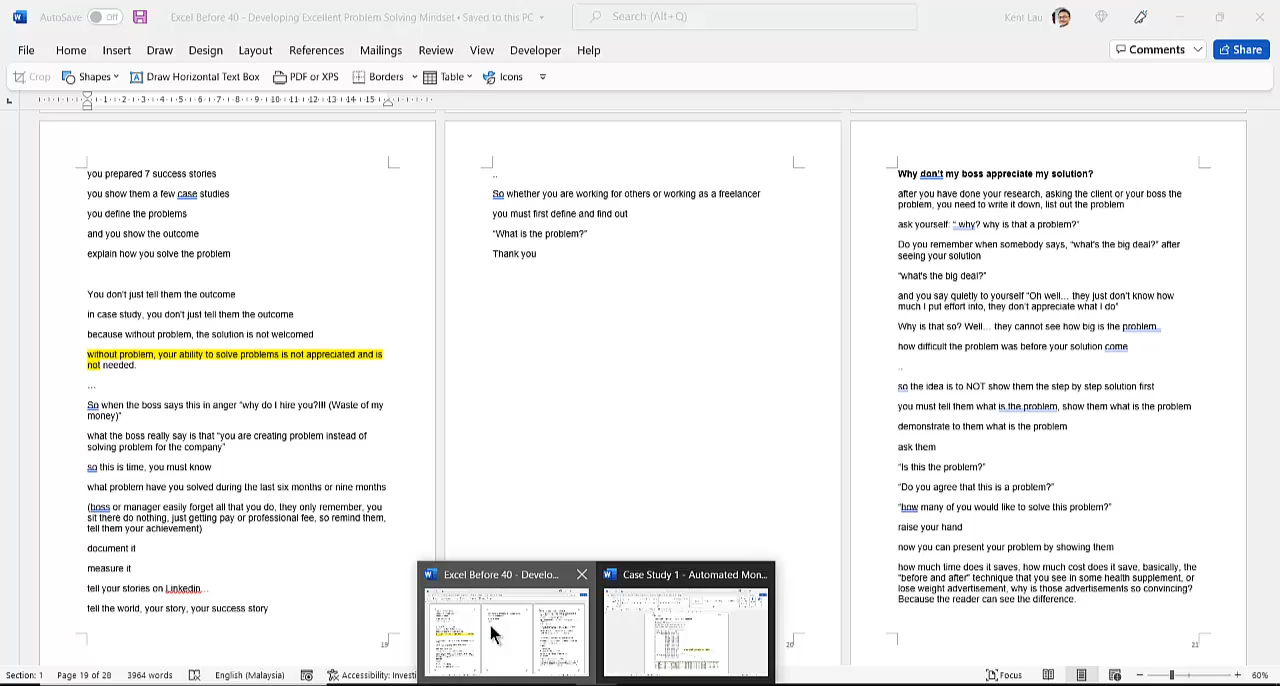 AutoSave Off Excel Before 40 - Developing Excellent Problem Solving Mindset • Saved to this PC Search (Alt+Q) Kent Lau
File Home Insert Draw Design Layout References Mailings Review View Developer Help Comments Share
Crop Shapes Draw Horizontal Text Box PDF or XPS Borders Table Icons
1 2 3 4 5 6 7 8 9 10 11 12 13 14 15
you prepared 7 success stories
you show them a few case studies
you define the problems
and you show the outcome
explain how you solve the problem
You don't just tell them the outcome
in case study, you don't just tell them the outcome
because without problem, the solution is not welcomed
without problem, your ability to solve problems is not appreciated and is
not needed.
...
So when the boss says this in anger "why do I hire you?!!! (Waste of my
money)"
what the boss really say is that "you are creating problem instead of
solving problem for the company"
so this is time, you must know
what problem have you solved during the last six months or nine months
(boss or manager easily forget all that you do, they only remember, you
sit there do nothing, just getting pay or professional fee, so remind them,
tell them your achievement)
document it
measure it
tell your stories on Linkedin...
tell the world, your story, your success story
19
..
So whether you are working for others or working as a freelancer
you must first define and find out
"What is the problem?"
Thank you
20
Why don't my boss appreciate my solution?
after you have done your research, asking the client or your boss the
problem, you need to write it down, list out the problem
ask yourself: " why? why is that a problem?"
Do you remember when somebody says, "what's the big deal?" after
seeing your solution
"what's the big deal?"
and you say quietly to yourself "Oh well... they just don't know how
much I put effort into, they don't appreciate what I do"
Why is that so? Well... they cannot see how big is the problem..
how difficult the problem was before your solution come
..
so the idea is to NOT show them the step by step solution first
you must tell them what is the problem, show them what is the problem
demonstrate to them what is the problem
ask them
"Is this the problem?"
"Do you agree that this is a problem?"
"how many of you would like to solve this problem?"
raise your hand
now you can present your problem by showing them
how much time does it saves, how much cost does it save, basically, the
"before and after" technique that you see in some health supplement, or
lose weight advertisement, why is those advertisements so convincing?
Because the reader can see the difference.
21
Excel Before 40 - Develo... Case Study 1 - Automated Mon...
Section: 1 Page 19 of 28 3964 words English (Malaysia) Accessibility: Investi Focus 60%